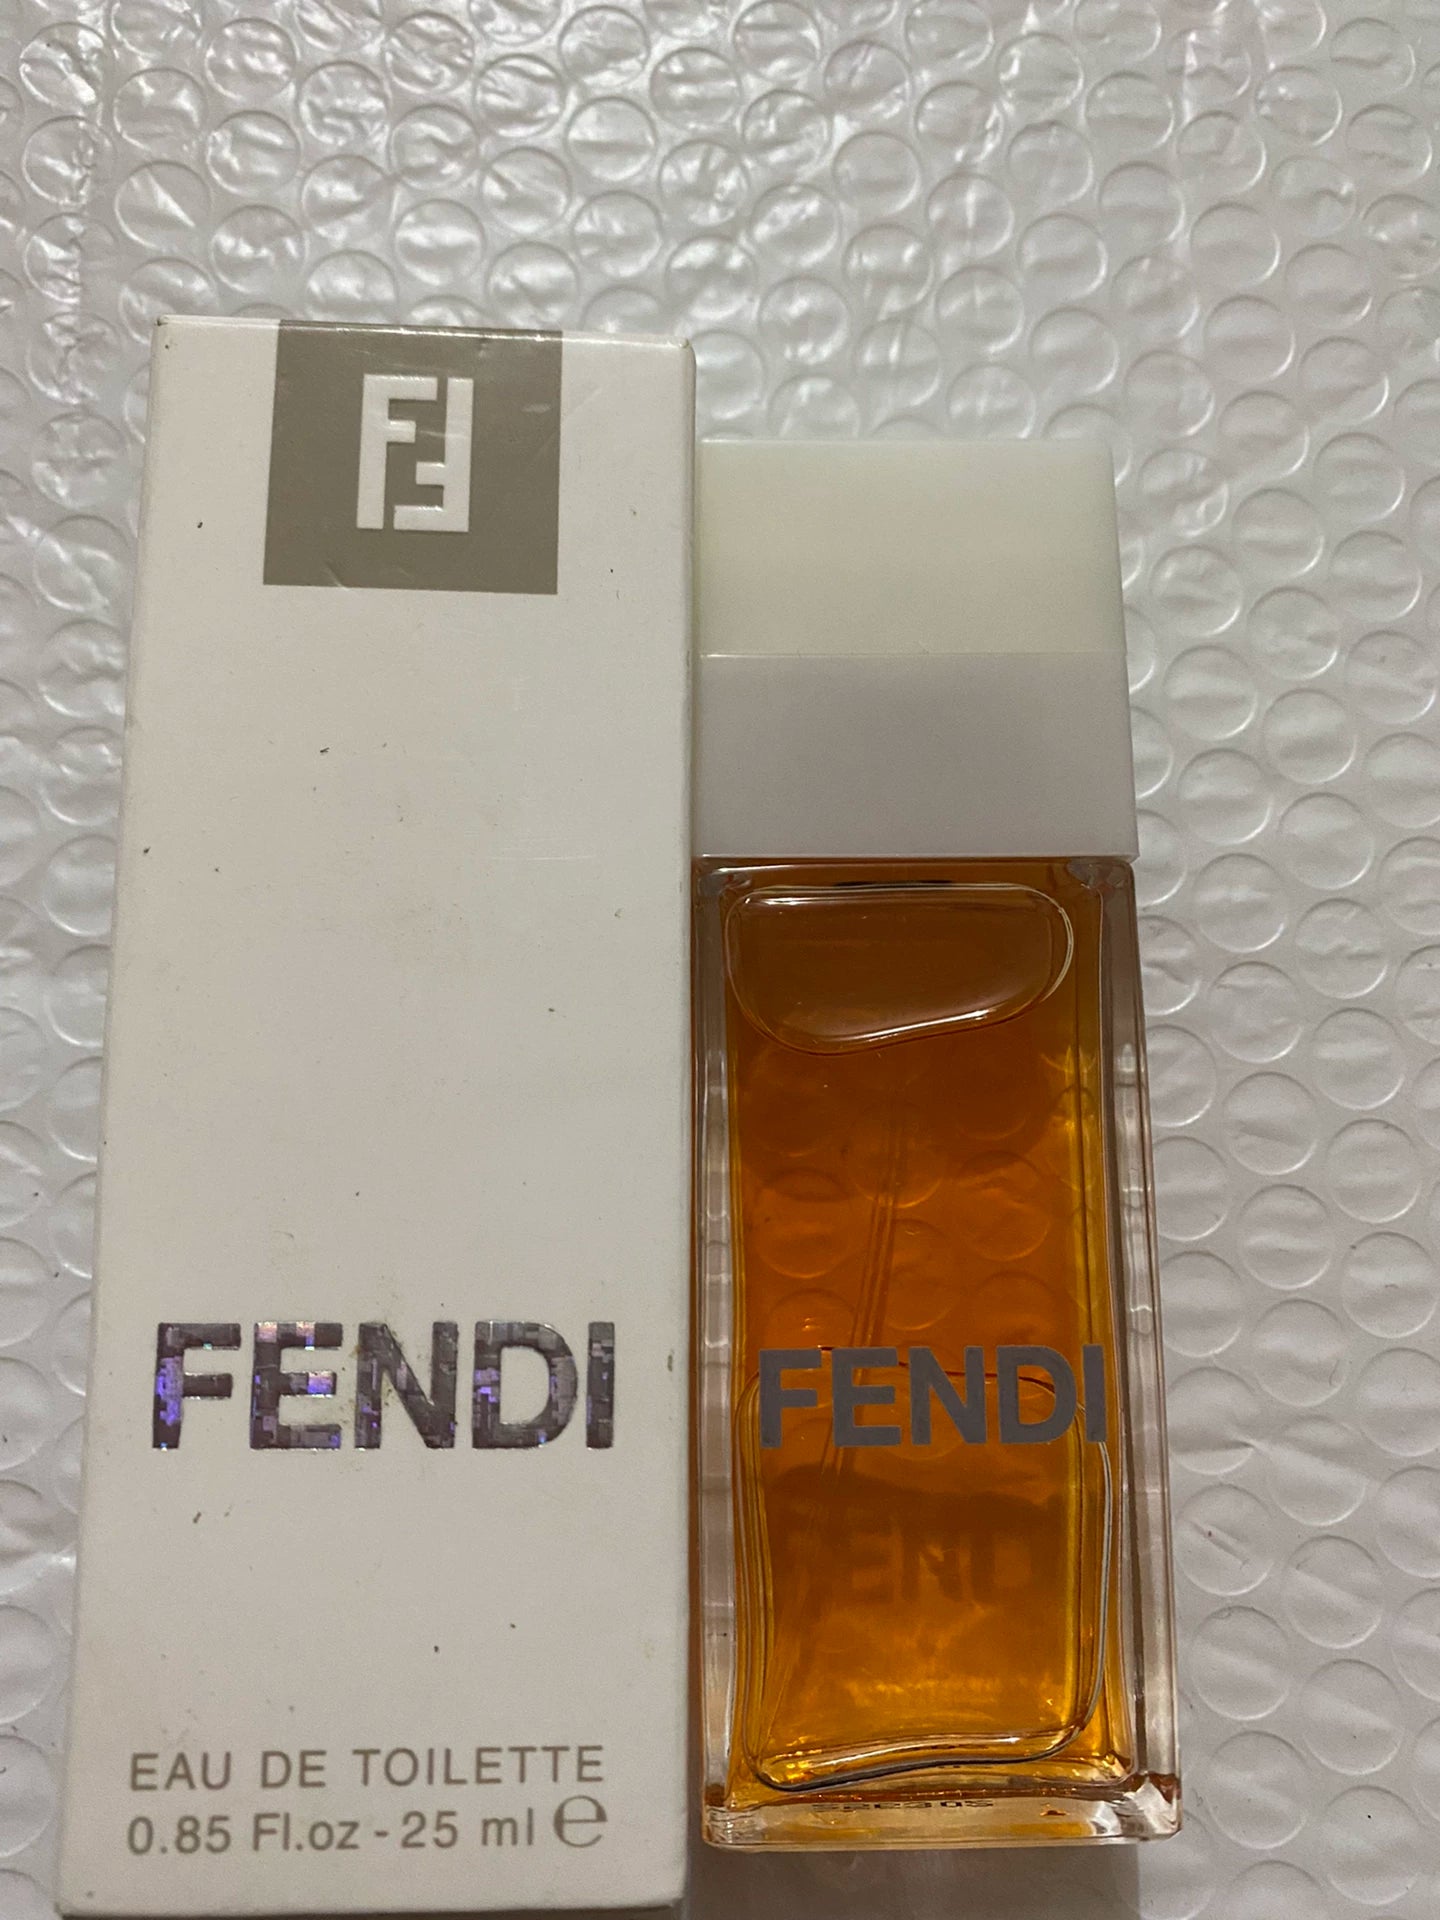 FF
FENDI
EAU DE TOILETTE
0.85 Fl.oz - 25 ml ℮
FENDI